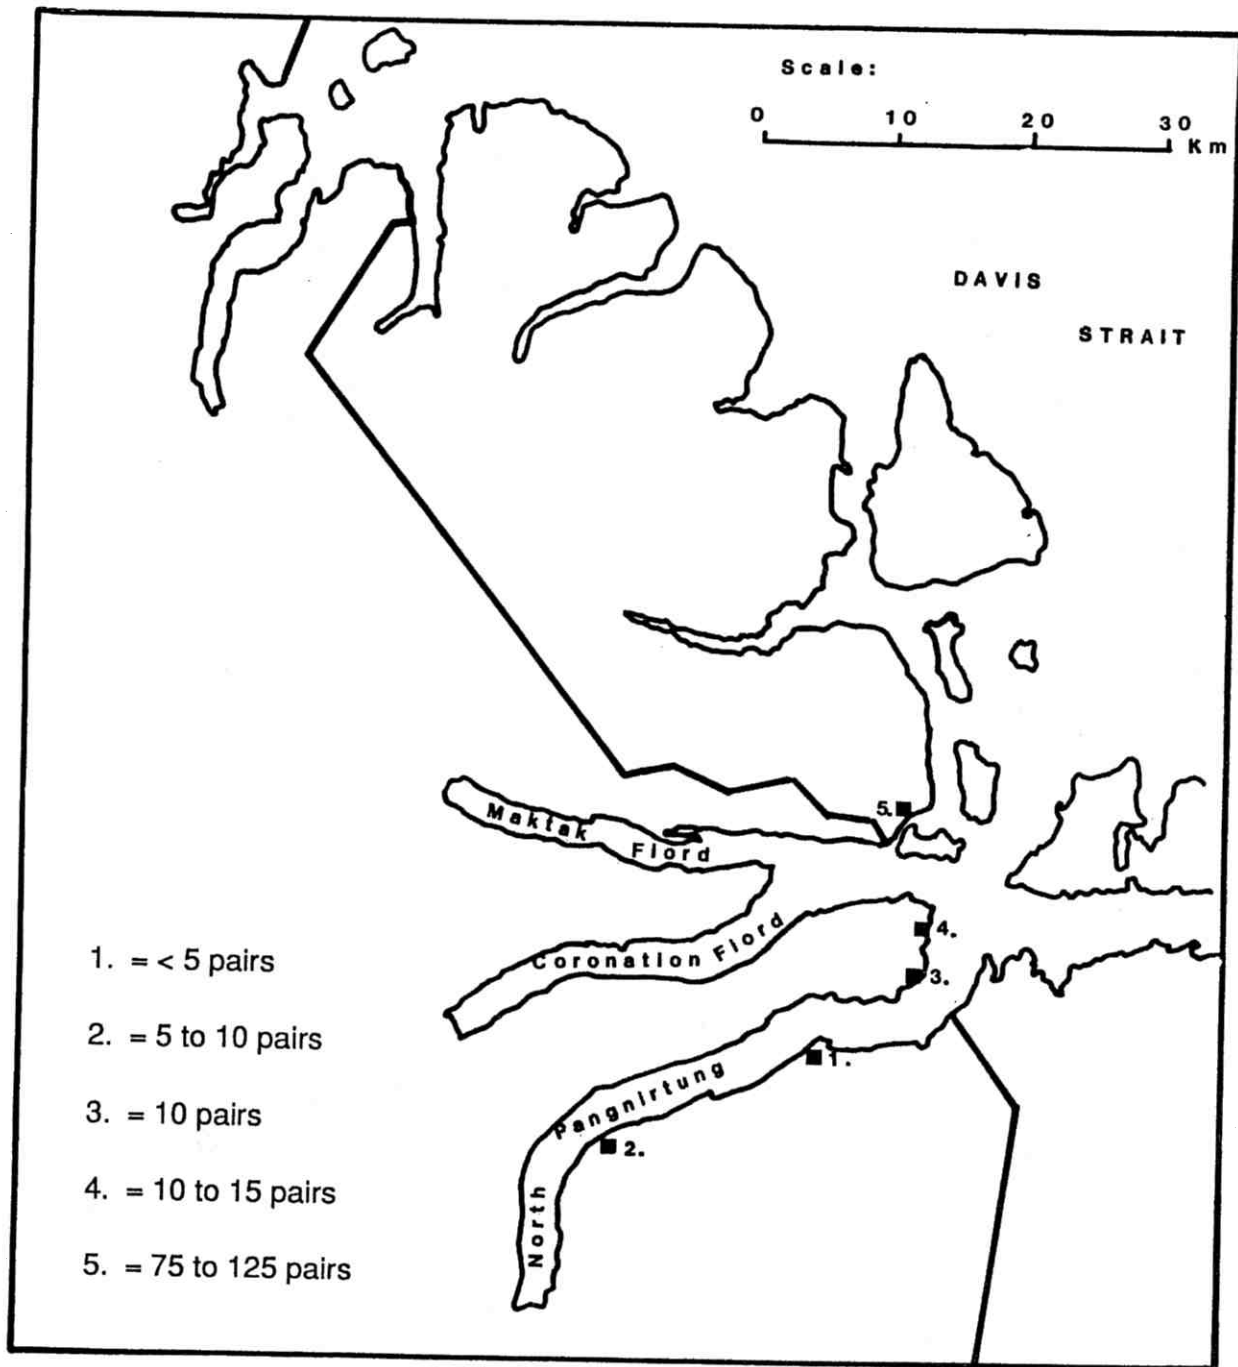 Scale:
0 10 20 30
Km
DAVIS
STRAIT
5.
Maktak
Fiord
4.
Coronation Fiord
3.
1.
Pangnirtung
2.
North
1. = < 5 pairs
2. = 5 to 10 pairs
3. = 10 pairs
4. = 10 to 15 pairs
5. = 75 to 125 pairs